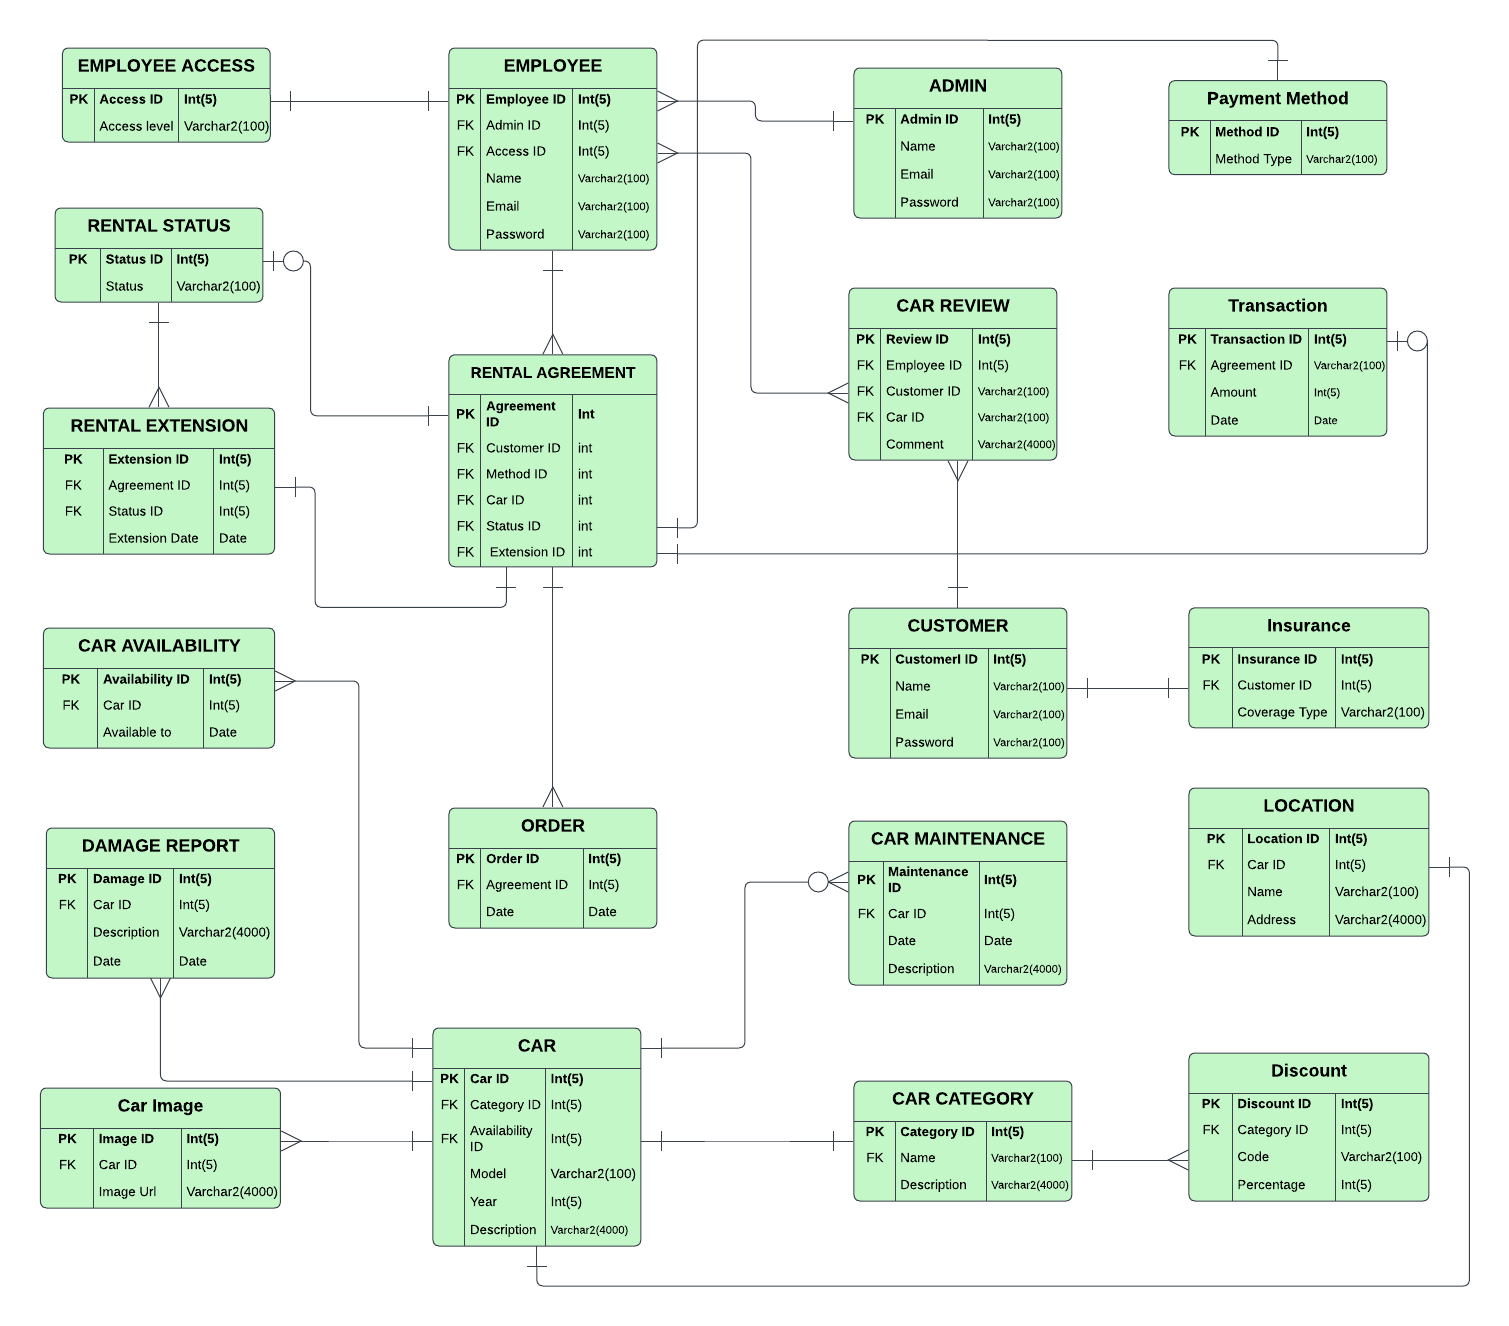 EMPLOYEE ACCESS
PK Access ID Int(5)
Access level Varchar2(100)
EMPLOYEE
PK Employee ID Int(5)
FK Admin ID Int(5)
FK Access ID Int(5)
Name Varchar2(100)
Email Varchar2(100)
Password Varchar2(100)
ADMIN
PK Admin ID Int(5)
Name Varchar2(100)
Email Varchar2(100)
Password Varchar2(100)
Payment Method
PK Method ID Int(5)
Method Type Varchar2(100)
RENTAL STATUS
PK Status ID Int(5)
Status Varchar2(100)
CAR REVIEW
PK Review ID Int(5)
FK Employee ID Int(5)
FK Customer ID Varchar2(100)
FK Car ID Varchar2(100)
Comment Varchar2(4000)
Transaction
PK Transaction ID Int(5)
FK Agreement ID Varchar2(100)
Amount Int(5)
Date Date
RENTAL EXTENSION
PK Extension ID Int(5)
FK Agreement ID Int(5)
FK Status ID Int(5)
Extension Date Date
RENTAL AGREEMENT
PK Agreement
ID Int
FK Customer ID int
FK Method ID int
FK Car ID int
FK Status ID int
FK Extension ID int
CAR AVAILABILITY
PK Availability ID Int(5)
FK Car ID Int(5)
Available to Date
CUSTOMER
PK CustomerI ID Int(5)
Name Varchar2(100)
Email Varchar2(100)
Password Varchar2(100)
Insurance
PK Insurance ID Int(5)
FK Customer ID Int(5)
Coverage Type Varchar2(100)
DAMAGE REPORT
PK Damage ID Int(5)
FK Car ID Int(5)
Description Varchar2(4000)
Date Date
ORDER
PK Order ID Int(5)
FK Agreement ID Int(5)
Date Date
CAR MAINTENANCE
PK Maintenance
ID Int(5)
FK Car ID Int(5)
Date Date
Description Varchar2(4000)
LOCATION
PK Location ID Int(5)
FK Car ID Int(5)
Name Varchar2(100)
Address Varchar2(4000)
Car Image
PK Image ID Int(5)
FK Car ID Int(5)
Image Url Varchar2(4000)
CAR
PK Car ID Int(5)
FK Category ID Int(5)
FK Availability
ID Int(5)
Model Varchar2(100)
Year Int(5)
Description Varchar2(4000)
CAR CATEGORY
PK Category ID Int(5)
FK Name Varchar2(100)
Description Varchar2(4000)
Discount
PK Discount ID Int(5)
FK Category ID Int(5)
Code Varchar2(100)
Percentage Int(5)